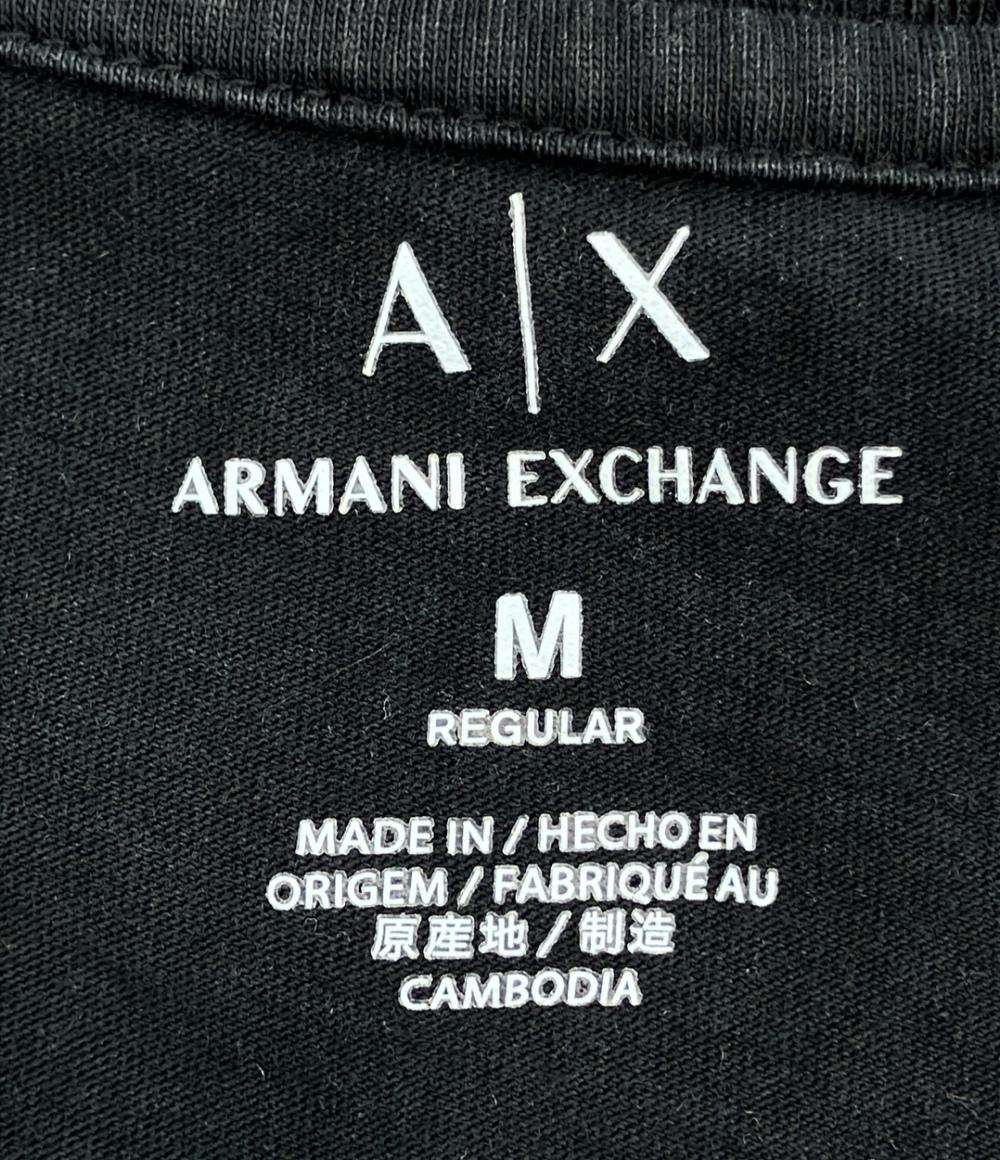 A|X
ARMANI EXCHANGE
M
REGULAR
MADE IN / HECHO EN
ORIGEM / FABRIQUÉ AU
原産地 / 制造
CAMBODIA